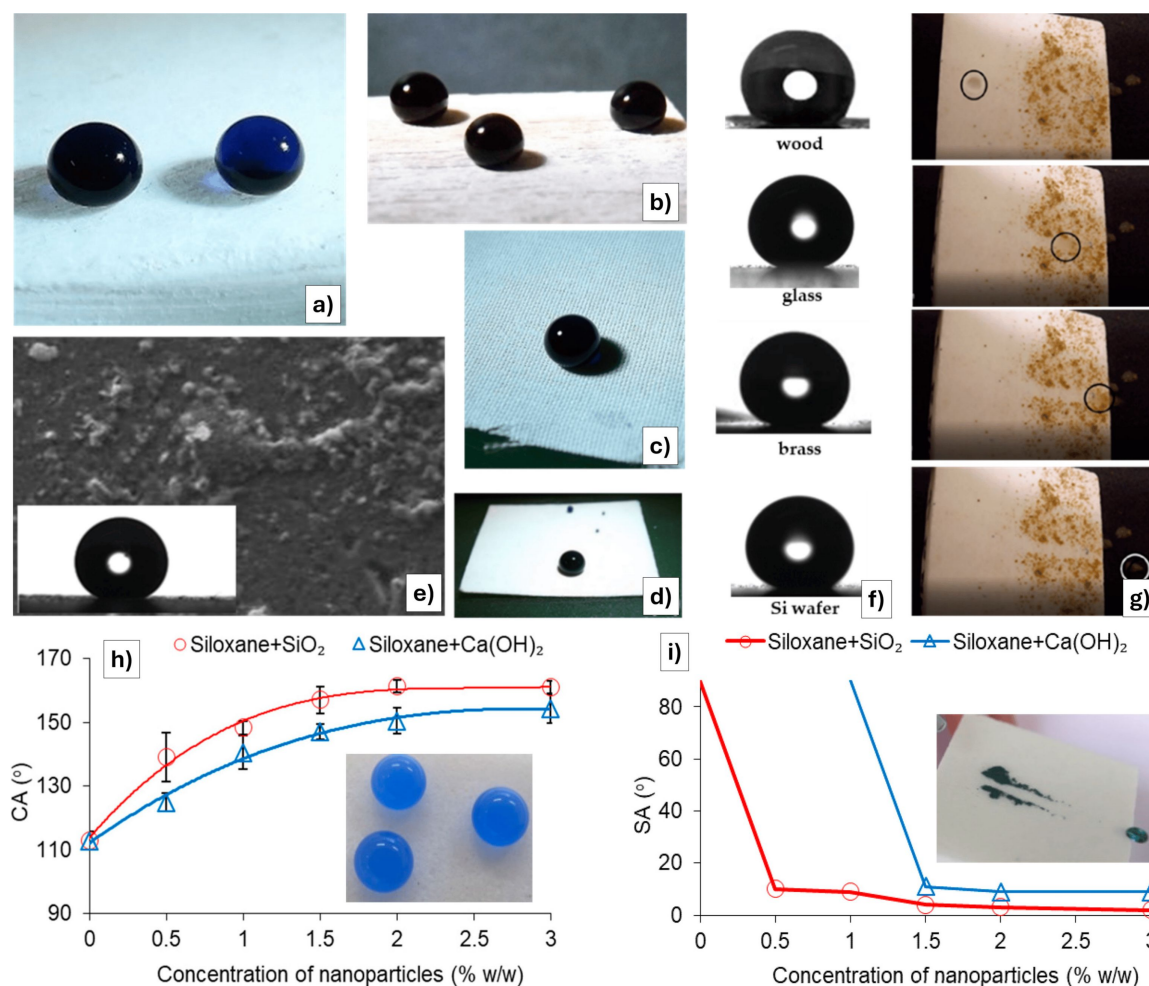 a)
b)
c)
d)
e)
wood
glass
brass
Si wafer
f)
g)
h)
Siloxane+SiO₂
Siloxane+Ca(OH)₂
170
150
130
110
90
CA (°)
0
0.5
1
1.5
2
2.5
3
Concentration of nanoparticles (% w/w)
i)
Siloxane+SiO₂
Siloxane+Ca(OH)₂
80
60
40
20
0
SA (°)
0
0.5
1
1.5
2
2.5
3
Concentration of nanoparticles (% w/w)